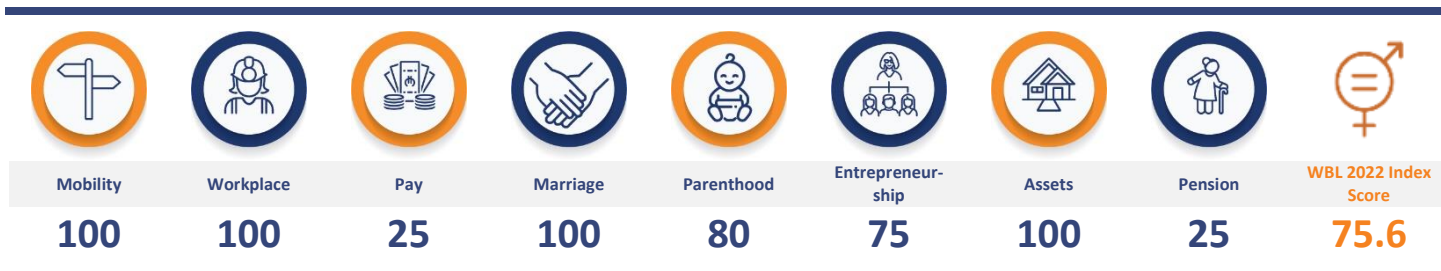 Mobility
Workplace
Pay
Marriage
Parenthood
Entrepreneur-
ship
Assets
Pension
WBL 2022 Index
Score
100
100
25
100
80
75
100
25
75.6